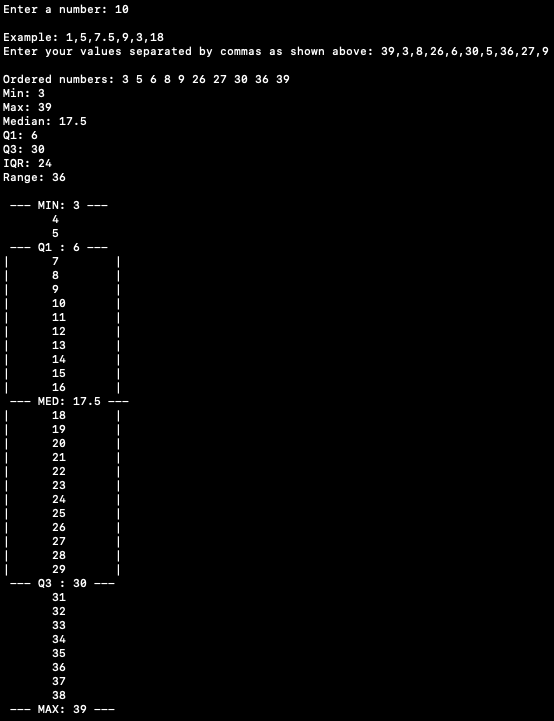 Enter a number: 10
Example: 1,5,7.5,9,3,18
Enter your values separated by commas as shown above: 39,3,8,26,6,30,5,36,27,9
Ordered numbers: 3 5 6 8 9 26 27 30 36 39
Min: 3
Max: 39
Median: 17.5
Q1: 6
Q3: 30
IQR: 24
Range: 36
--- MIN: 3 ---
4
5
--- Q1 : 6 ---
| 7 |
| 8 |
| 9 |
| 10 |
| 11 |
| 12 |
| 13 |
| 14 |
| 15 |
| 16 |
--- MED: 17.5 ---
| 18 |
| 19 |
| 20 |
| 21 |
| 22 |
| 23 |
| 24 |
| 25 |
| 26 |
| 27 |
| 28 |
| 29 |
--- Q3 : 30 ---
31
32
33
34
35
36
37
38
--- MAX: 39 ---